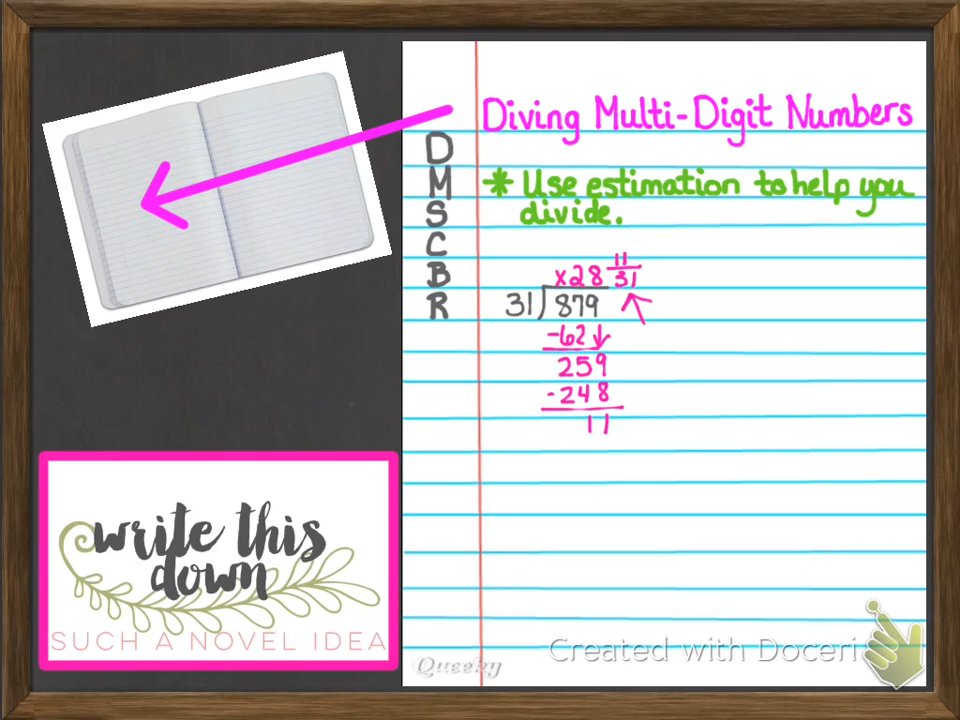 Diving Multi-Digit Numbers
D
M
S
C
B
R
* Use estimation to help you
divide.
x28 11/31
31)879
-62↓
259
-248
11
write this
down
SUCH A NOVEL IDEA
Queeky
Created with Doceri